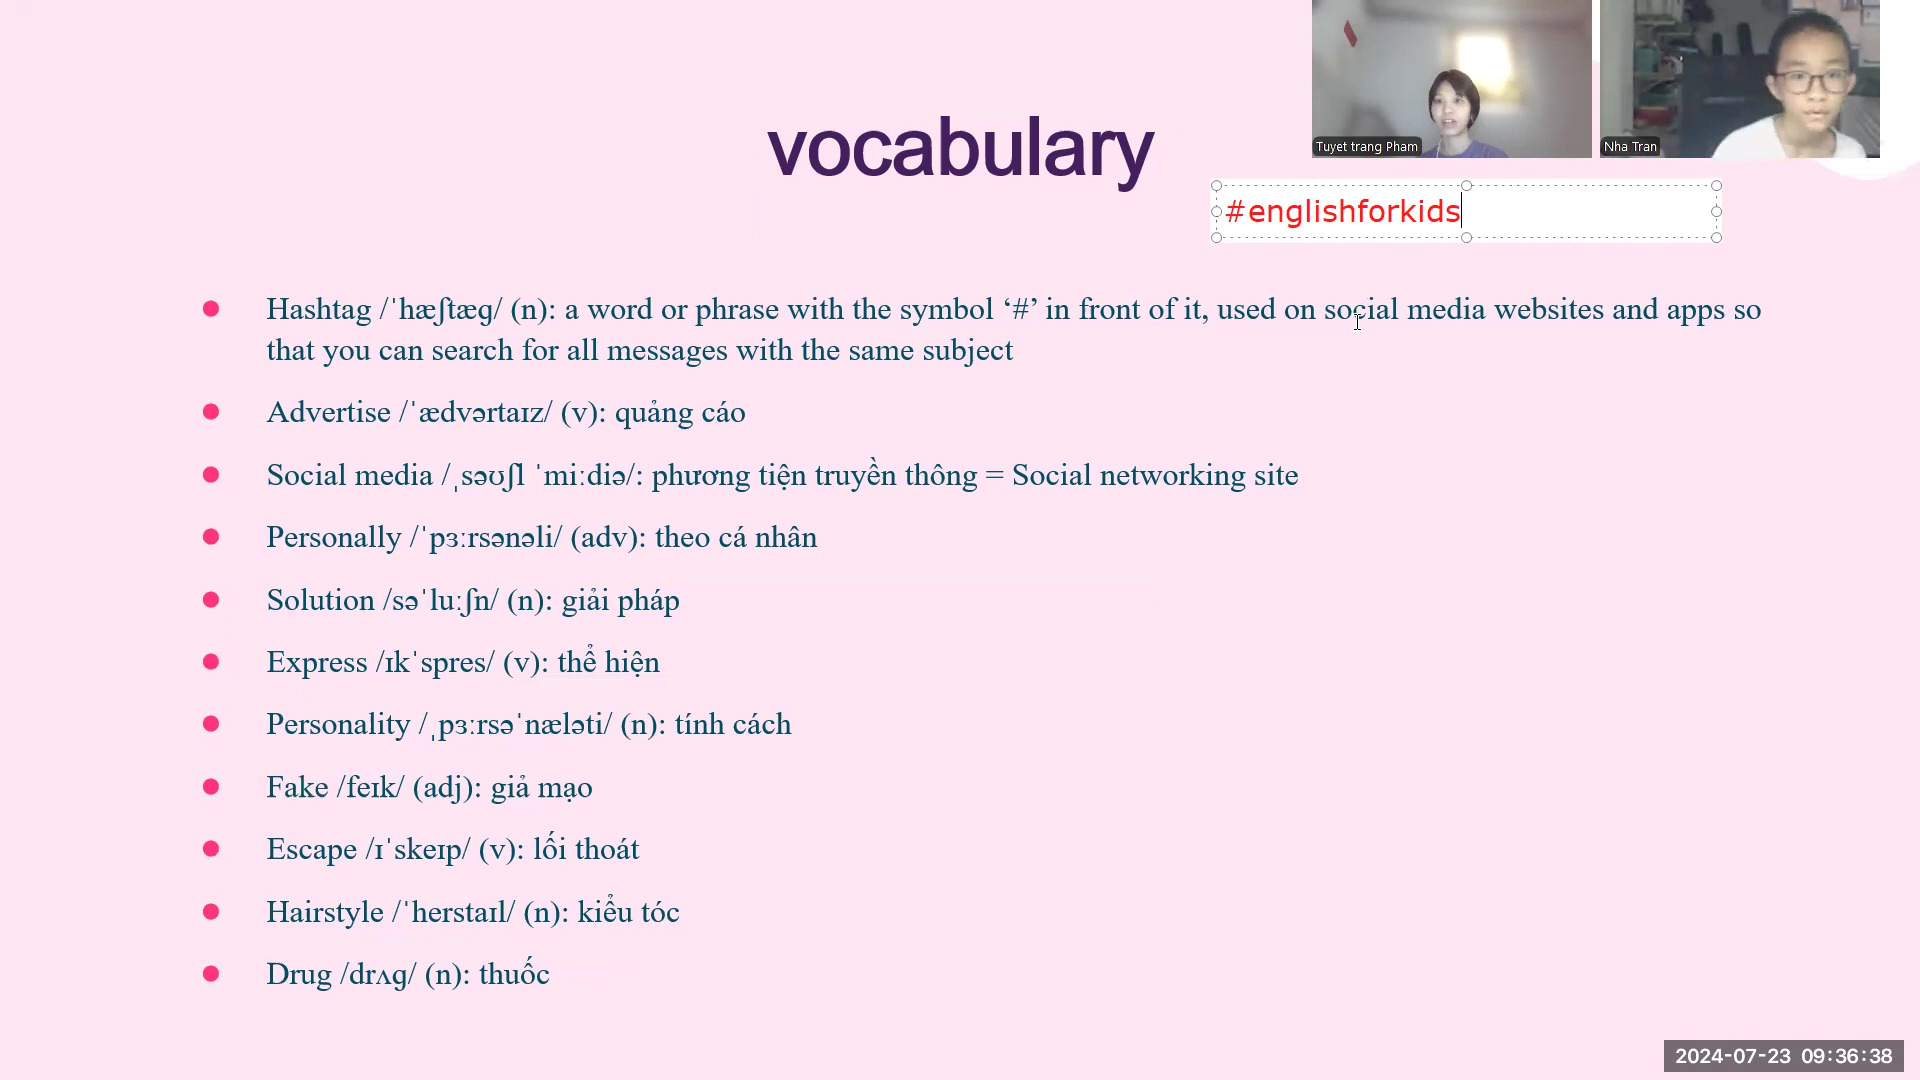 Tuyet trang Pham
Nha Tran
vocabulary
#englishforkids
Hashtag /ˈhæʃtæɡ/ (n): a word or phrase with the symbol ‘#’ in front of it, used on social media websites and apps so
that you can search for all messages with the same subject
Advertise /ˈædvərtaɪz/ (v): quảng cáo
Social media /ˌsəʊʃl ˈmiːdiə/: phương tiện truyền thông = Social networking site
Personally /ˈpɜːrsənəli/ (adv): theo cá nhân
Solution /səˈluːʃn/ (n): giải pháp
Express /ɪkˈspres/ (v): thể hiện
Personality /ˌpɜːrsəˈnæləti/ (n): tính cách
Fake /feɪk/ (adj): giả mạo
Escape /ɪˈskeɪp/ (v): lối thoát
Hairstyle /ˈherstaɪl/ (n): kiểu tóc
Drug /drʌɡ/ (n): thuốc
2024-07-23 09:36:38